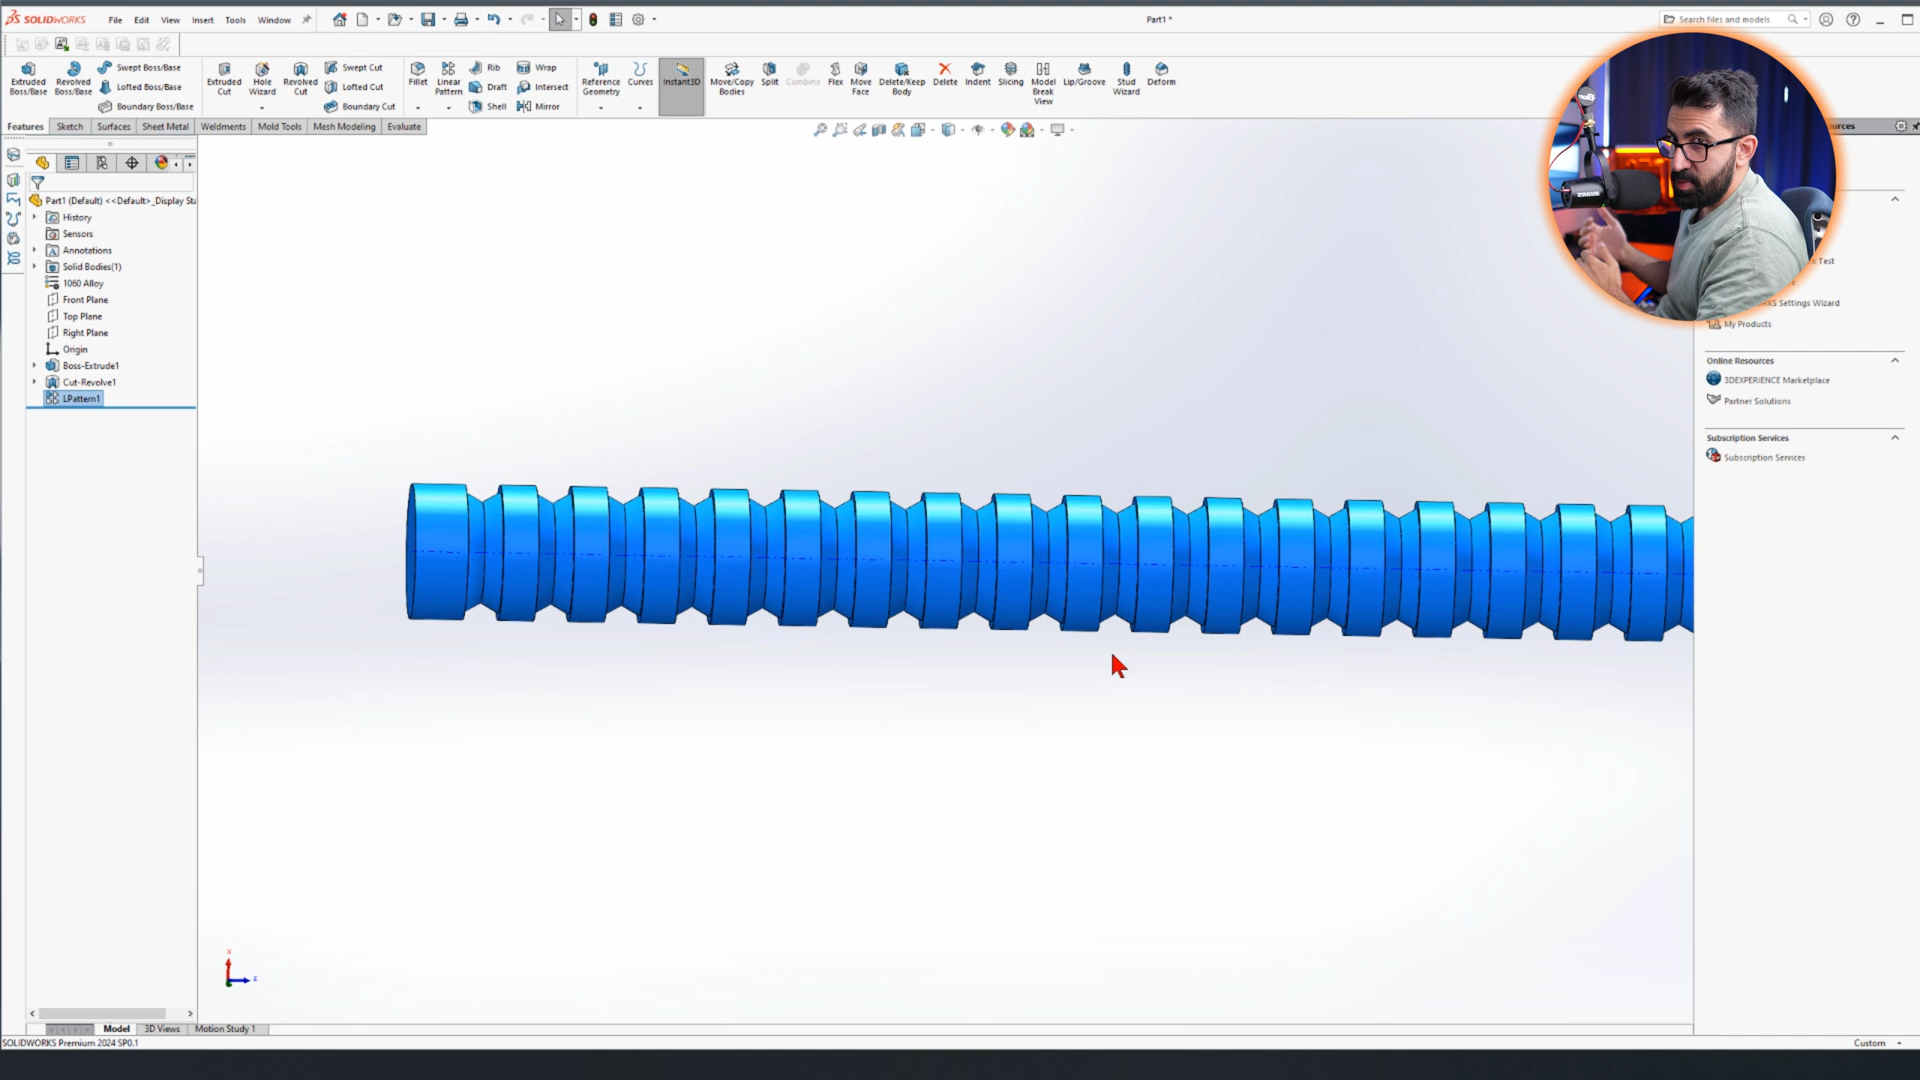 SOLIDWORKS File Edit View Insert Tools Window Part1 * Search files and models
Extruded Boss/Base
Revolved Boss/Base
Swept Boss/Base
Lofted Boss/Base
Boundary Boss/Base
Extruded Cut
Hole Wizard
Revolved Cut
Swept Cut
Lofted Cut
Boundary Cut
Fillet
Linear Pattern
Rib
Draft
Shell
Wrap
Intersect
Mirror
Reference Geometry
Curves
Instant3D
Move/Copy Bodies
Split
Combine
Flex
Move Face
Delete/Keep Body
Delete
Indent
Slicing
Model Break View
Lip/Groove
Stud Wizard
Deform
Features Sketch Surfaces Sheet Metal Weldments Mold Tools Mesh Modeling Evaluate
Part1 (Default) <<Default>_Display Sta
History
Sensors
Annotations
Solid Bodies(1)
1060 Alloy
Front Plane
Top Plane
Right Plane
Origin
Boss-Extrude1
Cut-Revolve1
LPattern1
Test
Settings Wizard
My Products
Online Resources
3DEXPERIENCE Marketplace
Partner Solutions
Subscription Services
Subscription Services
x
z
Model 3D Views Motion Study 1
SOLIDWORKS Premium 2024 SP0.1
Custom